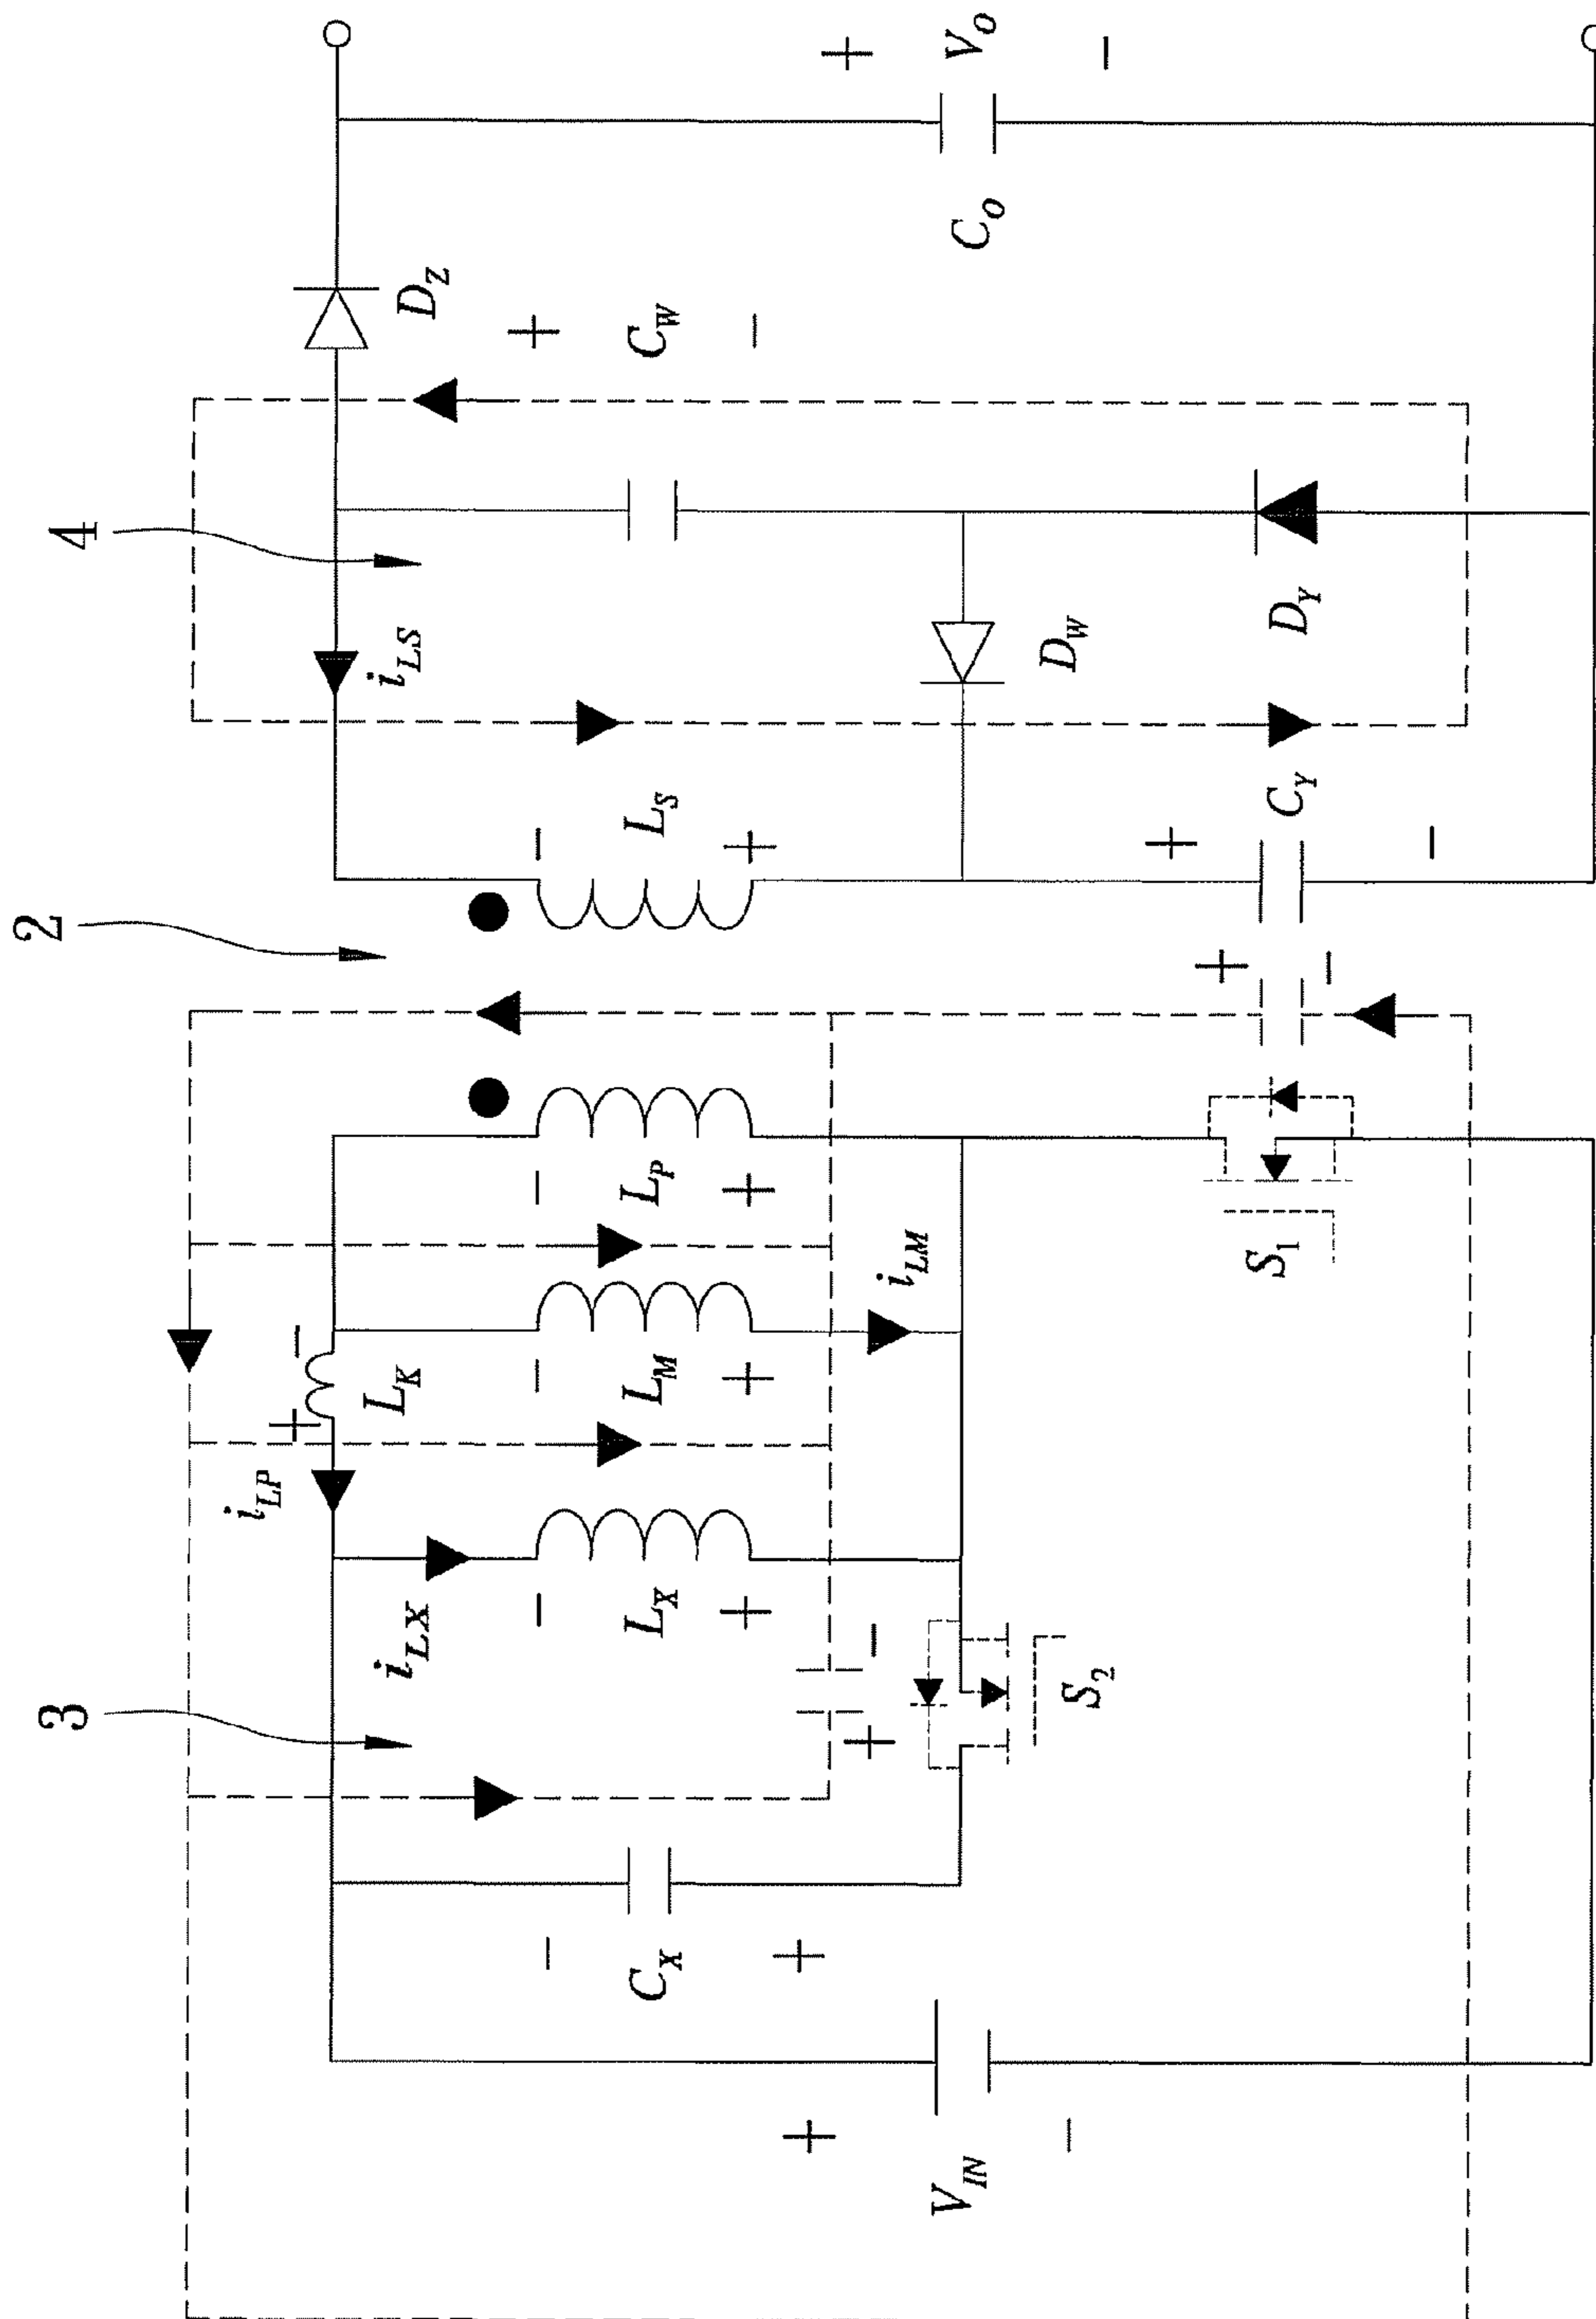 2
3
4
i_LP
L_K
i_LX
i_LS
D_Z
+
-
C_X
L_X
L_M
L_P
L_S
C_W
i_LM
V_IN
S_2
S_1
D_W
C_Y
D_Y
C_O
V_O